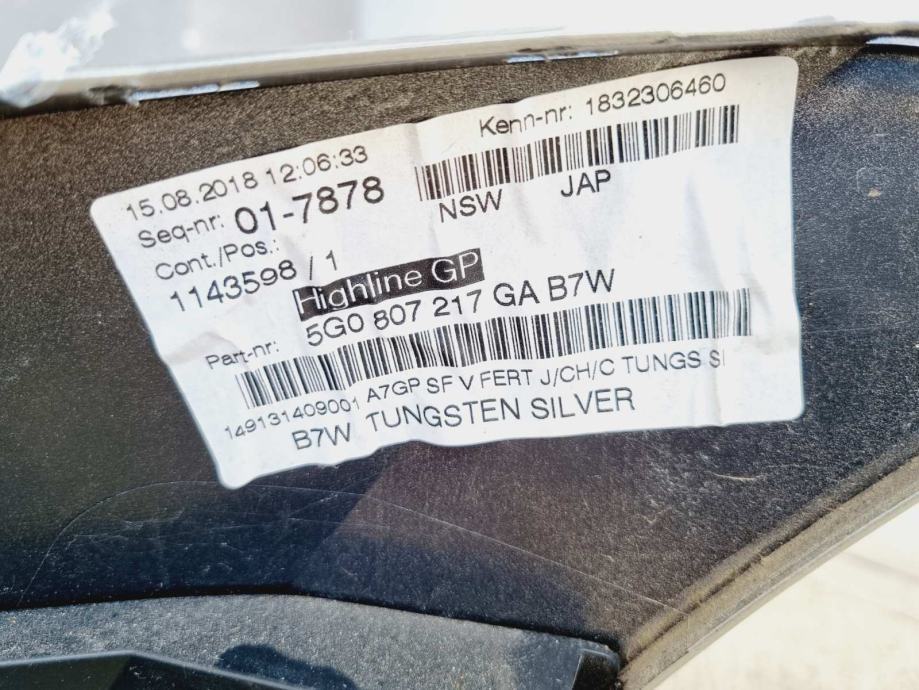 Kenn-nr: 1832306460
15.08.2018 12:06:33
NSW JAP
Seq-nr: 01-7878
Cont./Pos.:
1143598 / 1
Highline GP
5G0 807 217 GA B7W
Part-nr:
149131409001 A7GP SF V FERT J/CH/C TUNGS SI
B7W TUNGSTEN SILVER